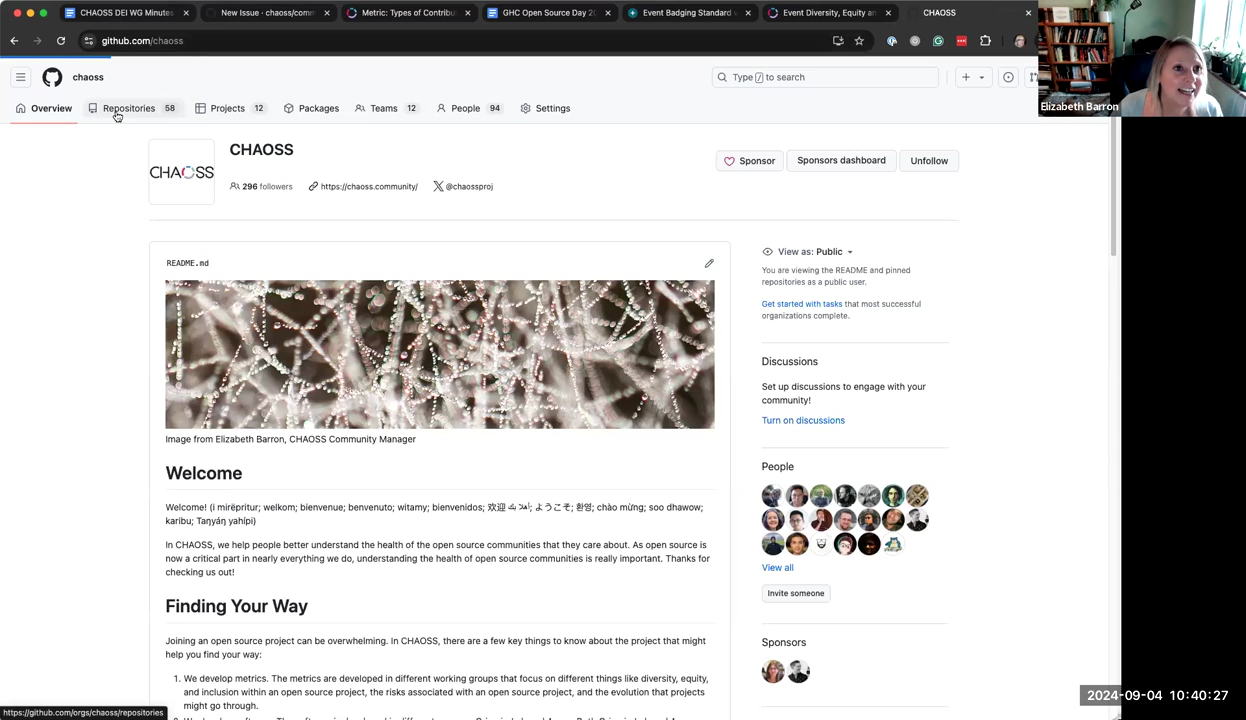 CHAOSS DEI WG Minutes
New Issue · chaoss/comm
Metric: Types of Contribu
GHC Open Source Day 20
Event Badging Standard
Event Diversity, Equity an
CHAOSS
github.com/chaoss
chaoss
Type / to search
Overview
Repositories 58
Projects 12
Packages
Teams 12
People 94
Settings
Elizabeth Barron
CHAOSS
CHAOSS
296 followers
https://chaoss.community/
@chaossproj
Sponsor
Sponsors dashboard
Unfollow
README.md
Image from Elizabeth Barron, CHAOSS Community Manager
Welcome
Welcome! (i mirëpritur; welkom; bienvenue; benvenuto; witamy; bienvenidos; 欢迎 أهلا بك; ようこそ; 환영; chào mừng; soo dhawow;
karibu; Taŋyáŋ yahípi)
In CHAOSS, we help people better understand the health of the open source communities that they care about. As open source is
now a critical part in nearly everything we do, understanding the health of open source communities is really important. Thanks for
checking us out!
Finding Your Way
Joining an open source project can be overwhelming. In CHAOSS, there are a few key things to know about the project that might
help you find your way:
1. We develop metrics. The metrics are developed in different working groups that focus on different things like diversity, equity,
and inclusion within an open source project, the risks associated with an open source project, and the evolution that projects
might go through.
View as: Public
You are viewing the README and pinned
repositories as a public user.
Get started with tasks that most successful
organizations complete.
Discussions
Set up discussions to engage with your
community!
Turn on discussions
People
View all
Invite someone
Sponsors
https://github.com/orgs/chaoss/repositories
2024-09-04 10:40:27